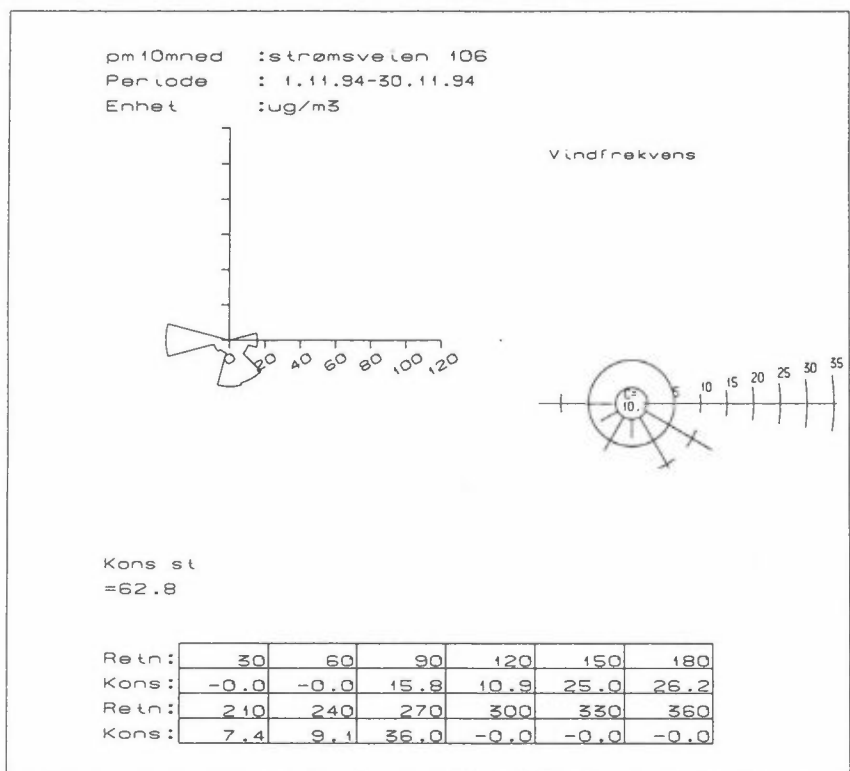 pm10mned :strømsveien 106
Periode : 1.11.94-30.11.94
Enhet :ug/m3
Vindfrekvens
0 20 40 60 80 100 120
5 10 15 20 25 30 35
C=
10.
Kons st
=62.8
Retn: 30 60 90 120 150 180
Kons: -0.0 -0.0 15.8 10.9 25.0 26.2
Retn: 210 240 270 300 330 360
Kons: 7.4 9.1 36.0 -0.0 -0.0 -0.0